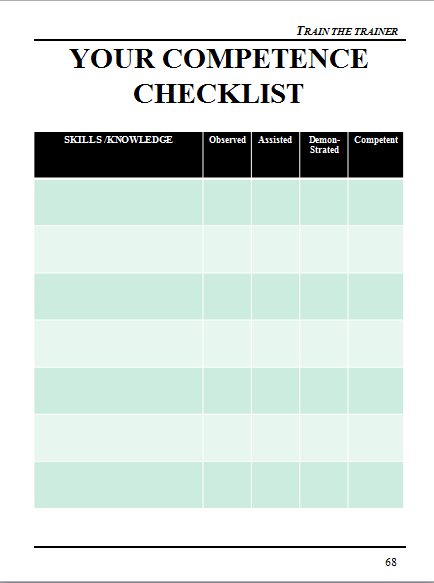 TRAIN THE TRAINER
YOUR COMPETENCE
CHECKLIST
SKILLS /KNOWLEDGE Observed Assisted Demon- Competent
Strated
68